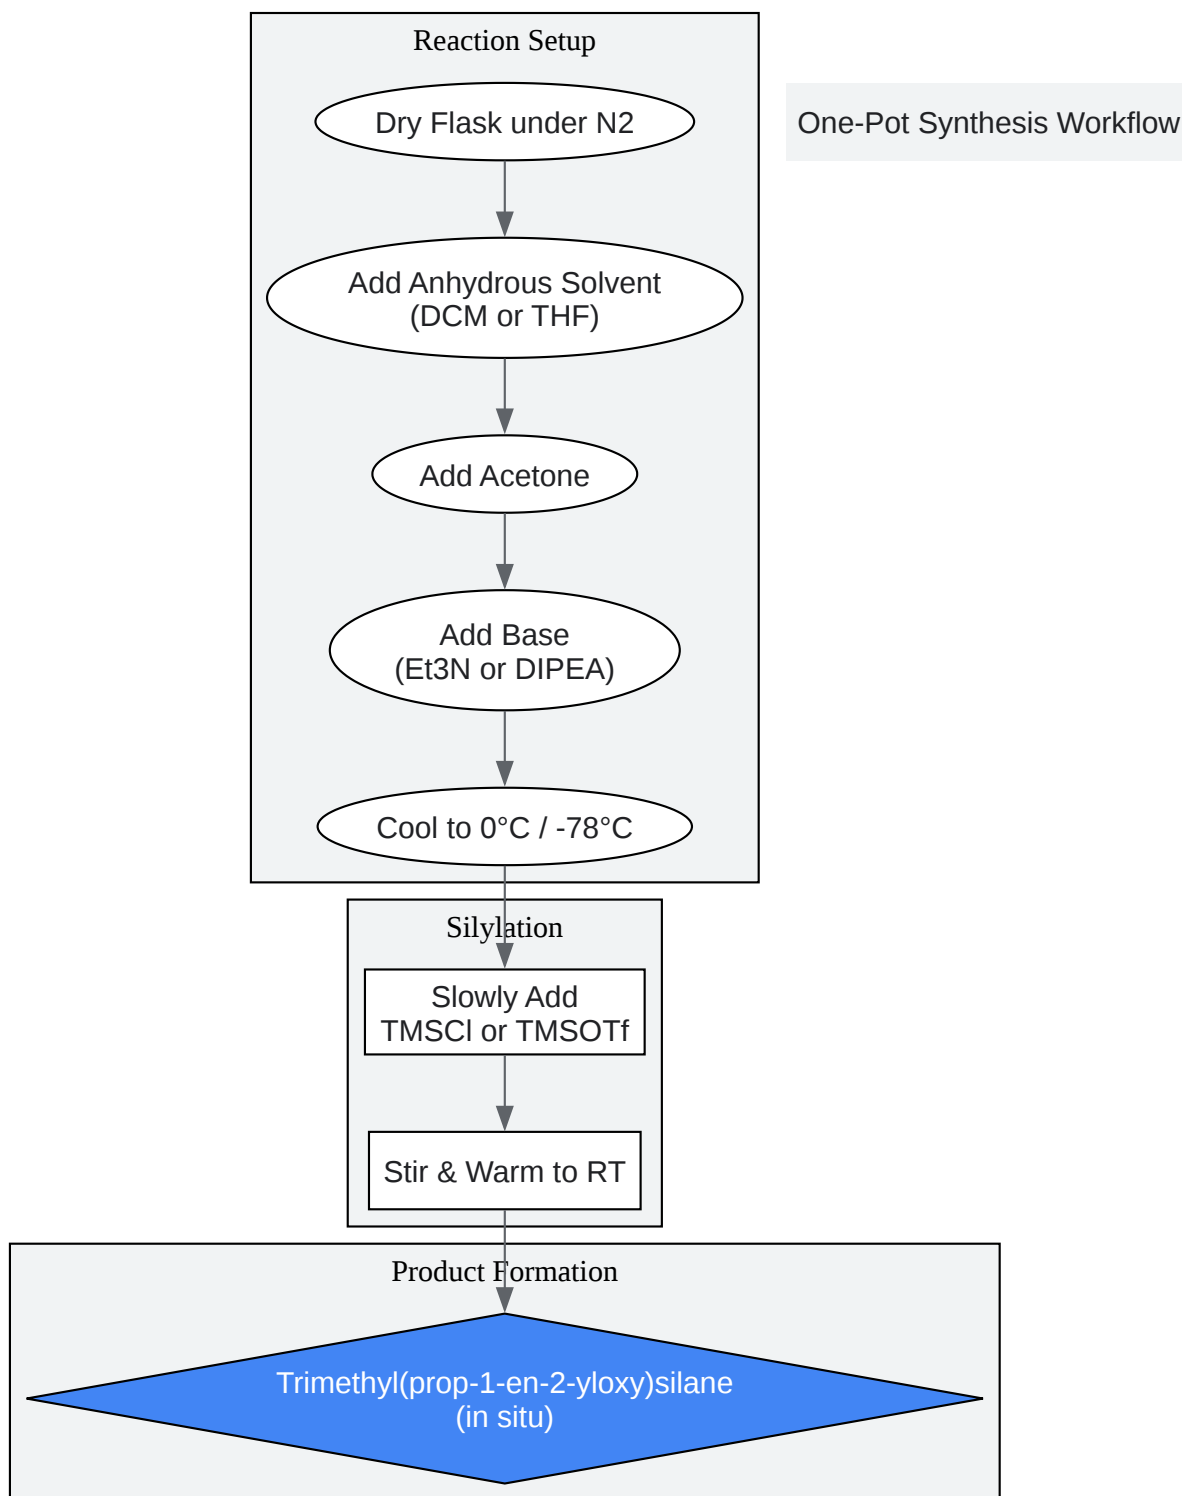 Reaction Setup
Dry Flask under N2
One-Pot Synthesis Workflow
Add Anhydrous Solvent
(DCM or THF)
Add Acetone
Add Base
(Et3N or DIPEA)
Cool to 0°C / -78°C
Silylation
Slowly Add
TMSCl or TMSOTf
Stir & Warm to RT
Product Formation
Trimethyl(prop-1-en-2-yloxy)silane
(in situ)